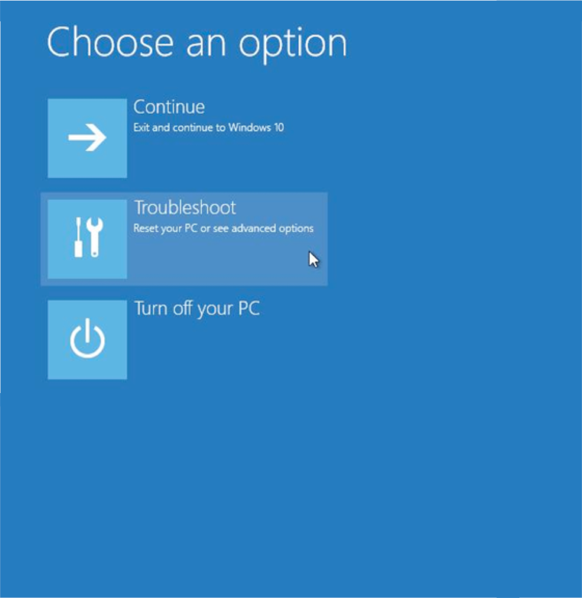 Choose an option
Continue
Exit and continue to Windows 10
Troubleshoot
Reset your PC or see advanced options
Turn off your PC